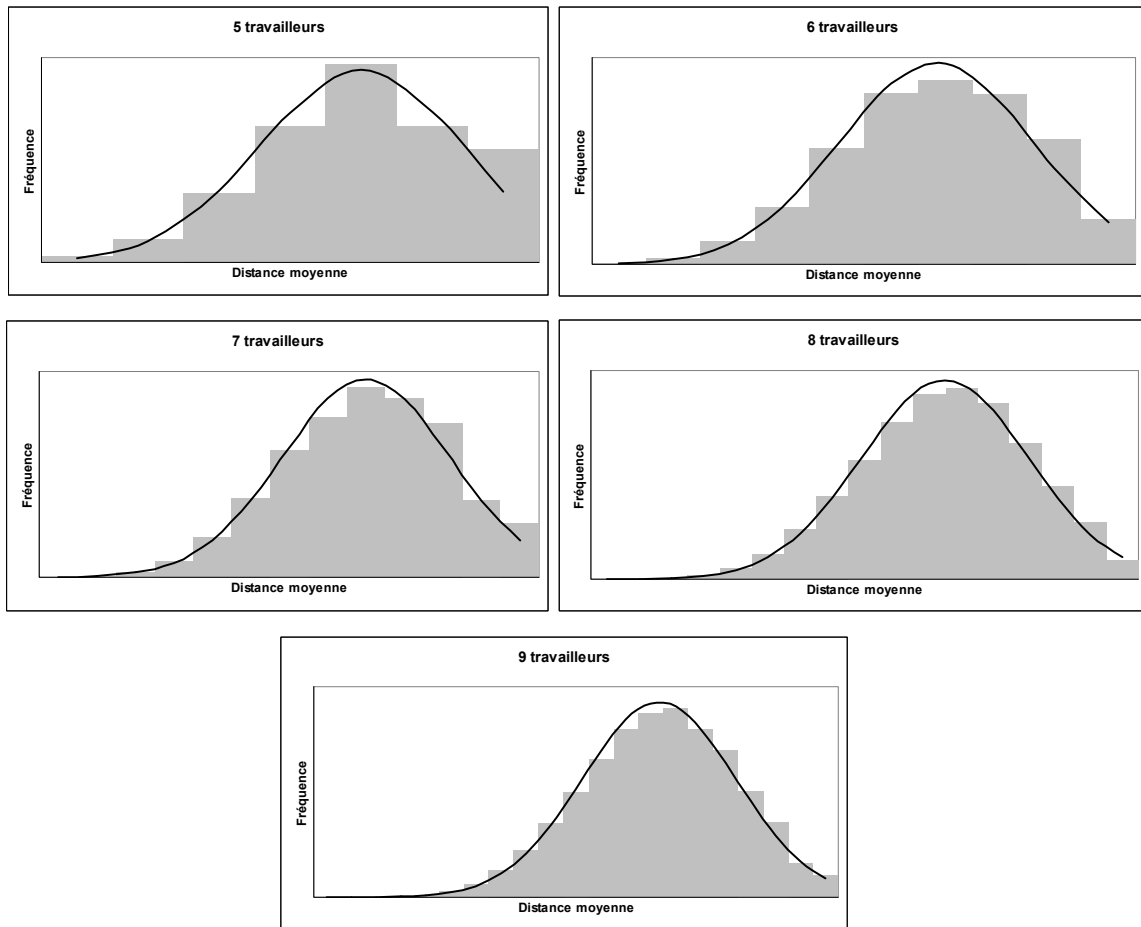 5 travailleurs
Fréquence
Distance moyenne
6 travailleurs
Fréquence
Distance moyenne
7 travailleurs
Fréquence
Distance moyenne
8 travailleurs
Fréquence
Distance moyenne
9 travailleurs
Fréquence
Distance moyenne